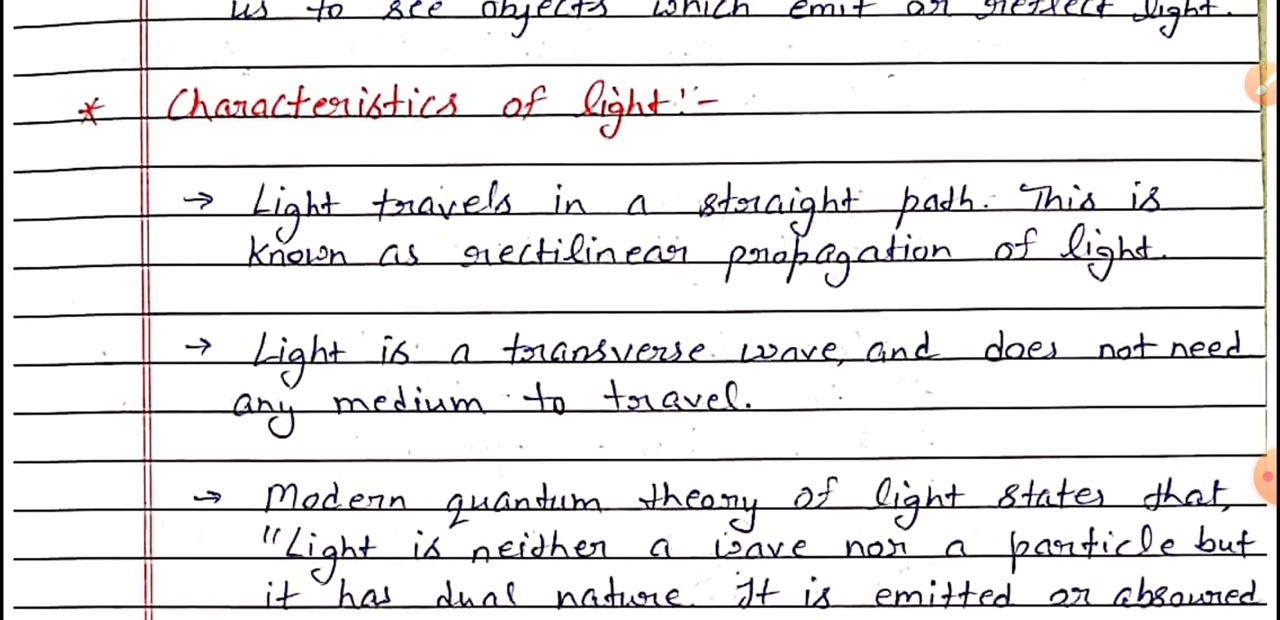 us to see objects which emit or reflect light.
* Characteristics of light:-
→ Light travels in a straight path. This is
known as rectilinear propagation of light.
→ Light is a transverse wave, and does not need
any medium to travel.
→ Modern quantum theory of light states that,
"Light is neither a wave nor a particle but
it has dual nature. It is emitted or absoured